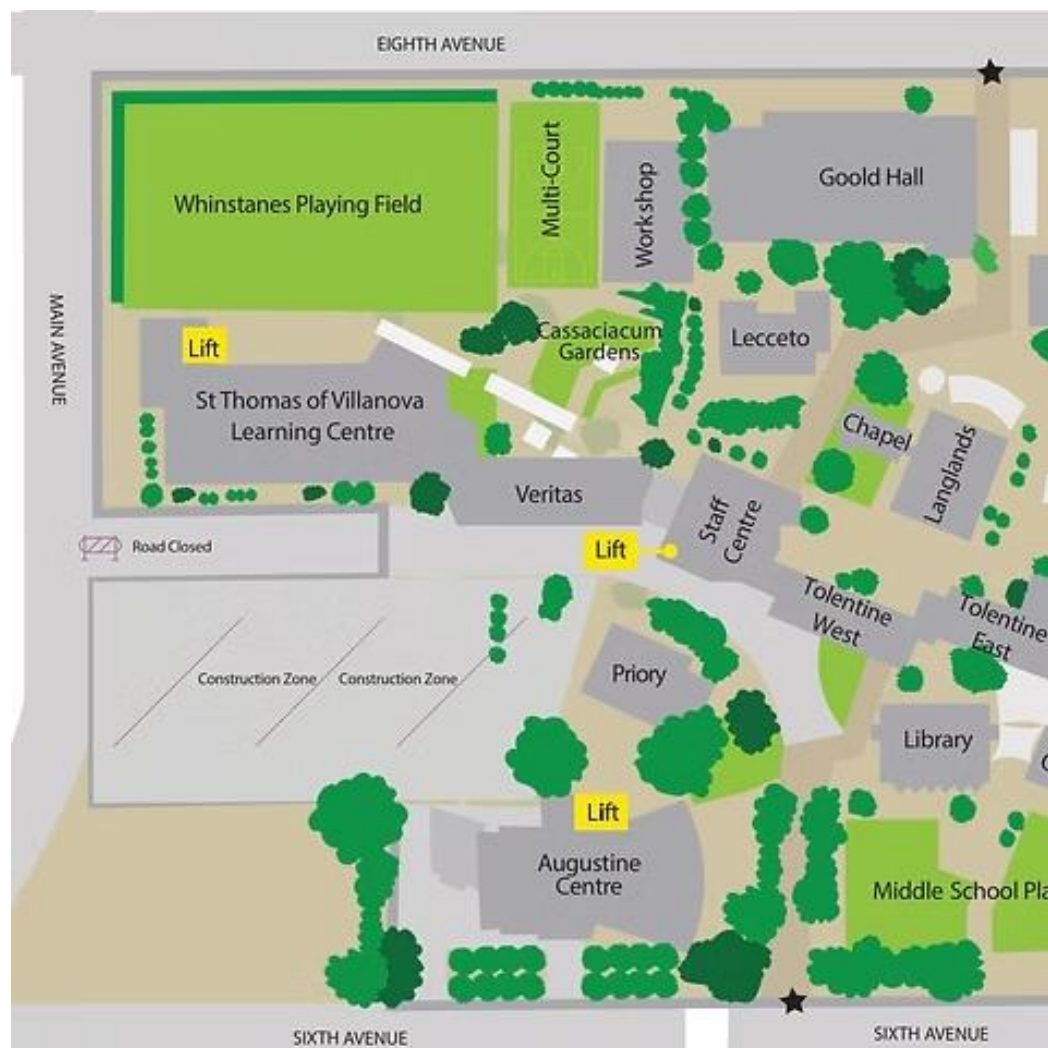 EIGHTH AVENUE
MAIN AVENUE
Whinstanes Playing Field
Multi-Court
Workshop
Goold Hall
Lift
Cassaciacum
Gardens
Lecceto
St Thomas of Villanova
Learning Centre
Chapel
Langlands
Veritas
Staff
Centre
Lift
Road Closed
Tolentine
West
Tolentine
East
Construction Zone
Construction Zone
Priory
Library
Lift
Augustine
Centre
Middle School Pla
SIXTH AVENUE
SIXTH AVENUE